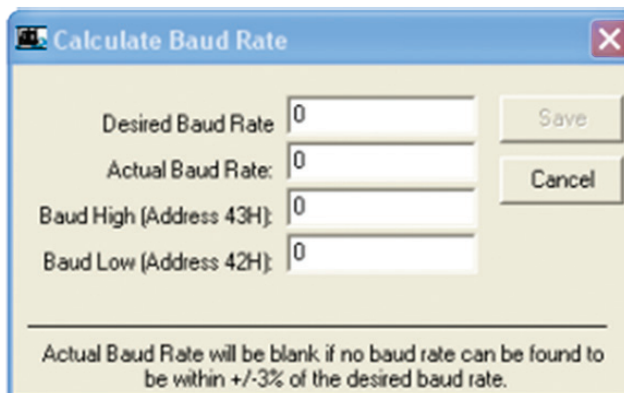 Calculate Baud Rate
Desired Baud Rate 0
Save
Actual Baud Rate: 0
Cancel
Baud High (Address 43H): 0
Baud Low (Address 42H): 0
Actual Baud Rate will be blank if no baud rate can be found to
be within +/-3% of the desired baud rate.